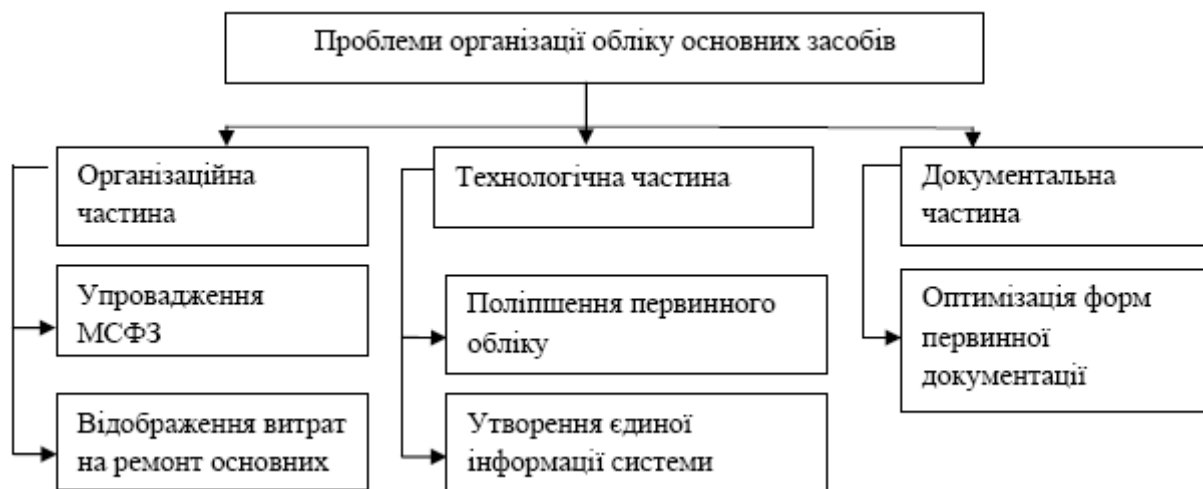 Проблеми організації обліку основних засобів
Організаційна
частина
Упровадження
МСФЗ
Відображення витрат
на ремонт основних
Технологічна частина
Поліпшення первинного
обліку
Утворення єдиної
інформації системи
Документальна
частина
Оптимізація форм
первинної
документації